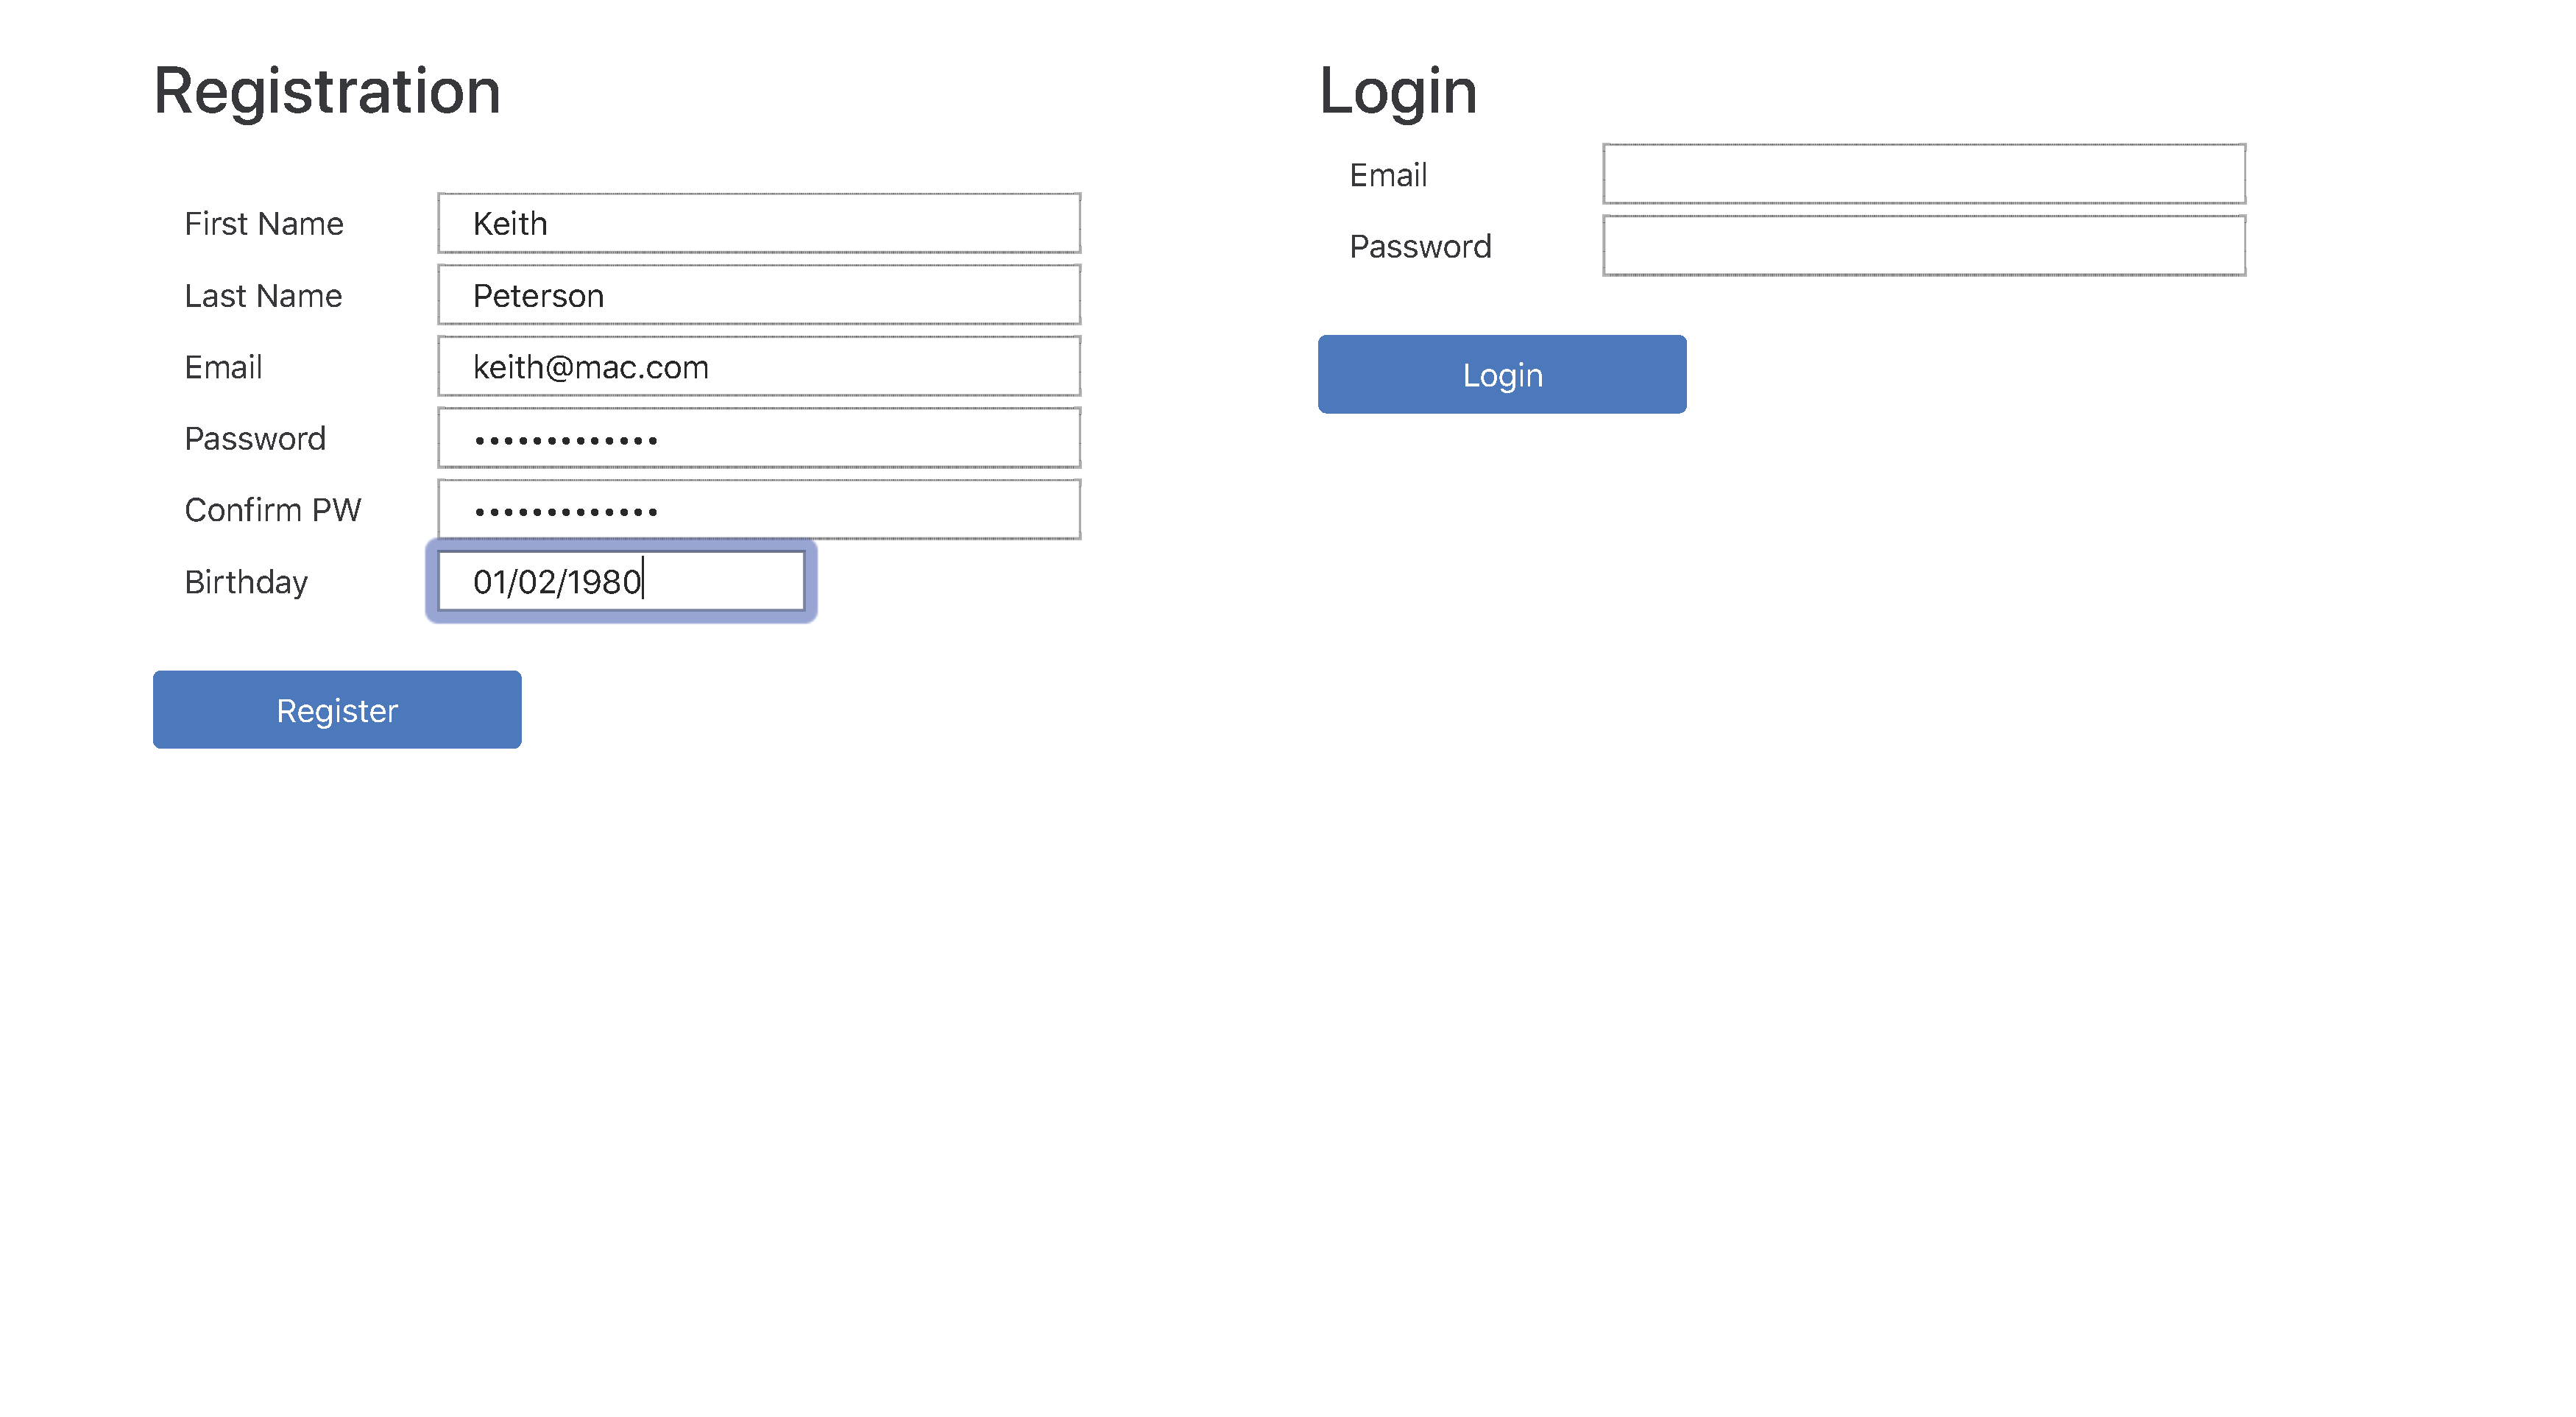 Registration
First Name Keith
Last Name Peterson
Email keith@mac.com
Password •••••••••••••
Confirm PW •••••••••••••
Birthday 01/02/1980
Register
Login
Email
Password
Login